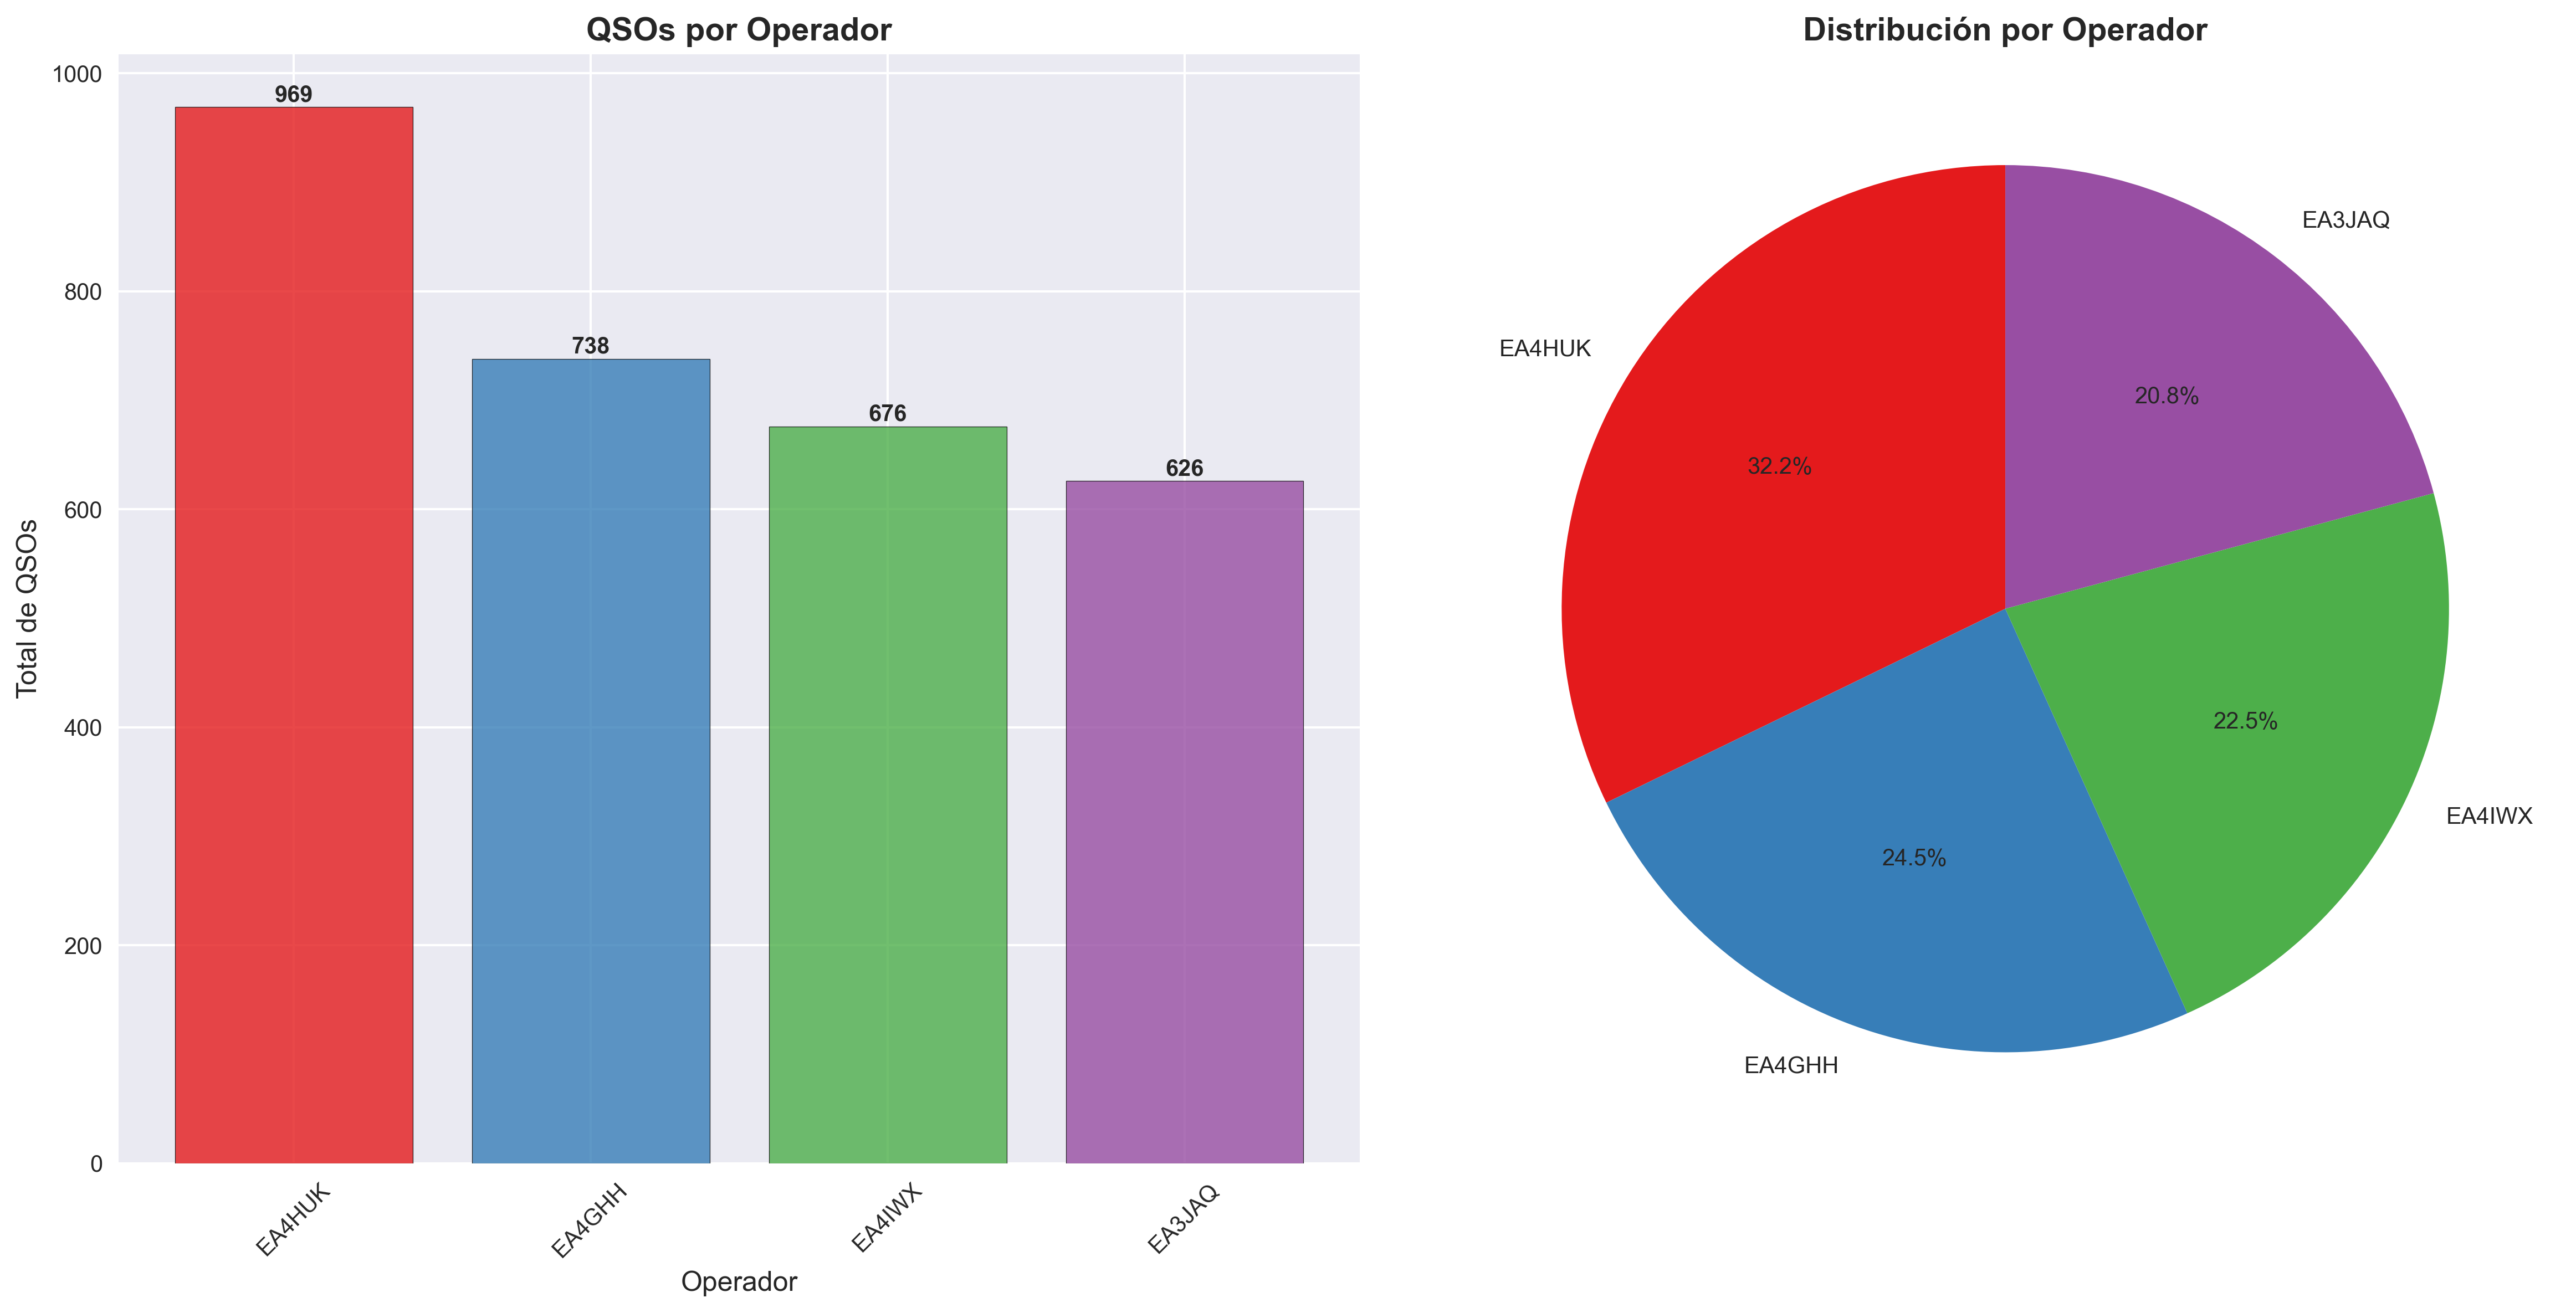 QSOs por Operador
Total de QSOs
1000
800
600
400
200
0
969
738
676
626
EA4HUK
EA4GHH
EA4IWX
EA3JAQ
Operador
Distribución por Operador
EA3JAQ
EA4HUK
20.8%
32.2%
22.5%
EA4IWX
24.5%
EA4GHH